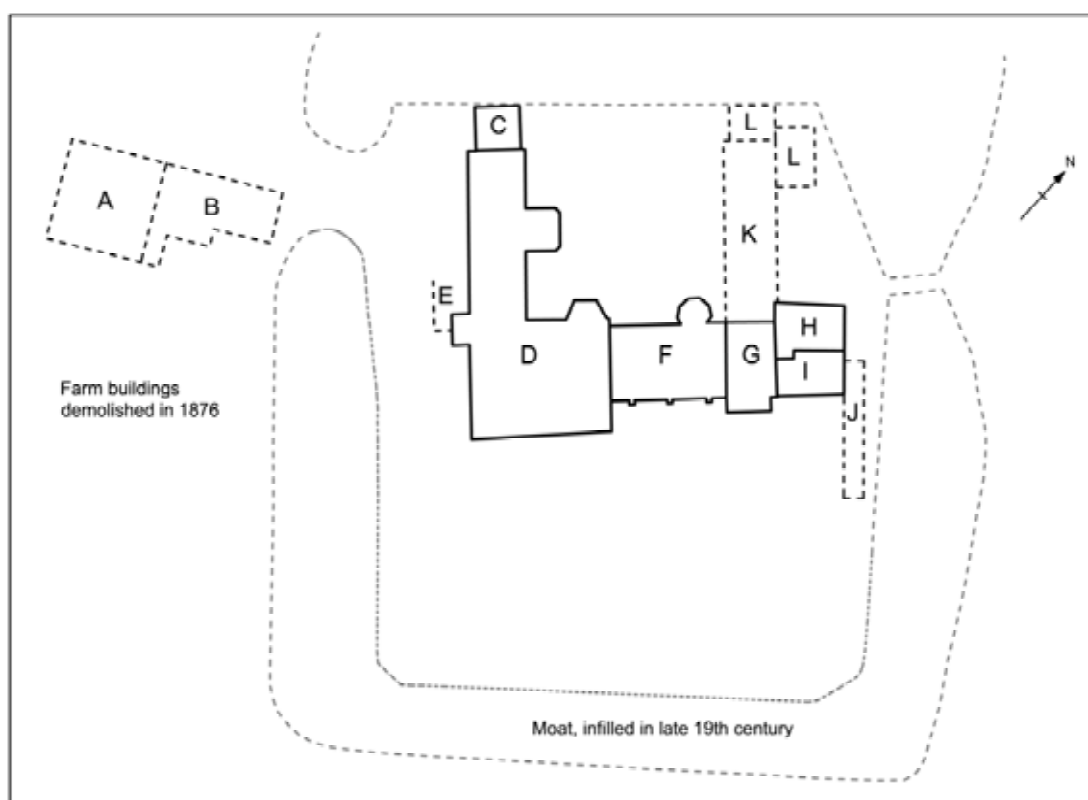 C
L
L
N
A
B
K
E
D
F
G
H
I
J
Farm buildings
demolished in 1876
Moat, infilled in late 19th century